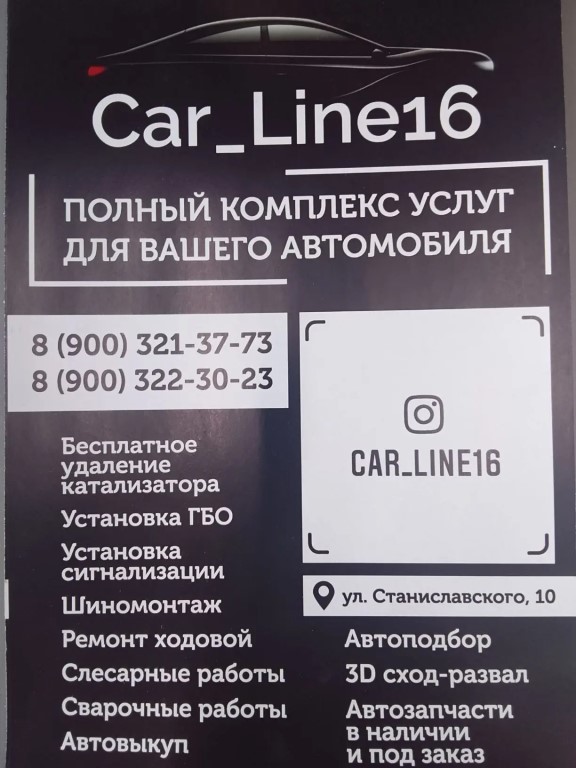 Car_Line16
ПОЛНЫЙ КОМПЛЕКС УСЛУГ
ДЛЯ ВАШЕГО АВТОМОБИЛЯ
8 (900) 321-37-73
8 (900) 322-30-23
CAR_LINE16
ул. Станиславского, 10
Бесплатное
удаление
катализатора
Установка ГБО
Установка
сигнализации
Шиномонтаж
Ремонт ходовой
Слесарные работы
Сварочные работы
Автовыкуп
Автоподбор
3D сход-развал
Автозапчасти
в наличии
и под заказ